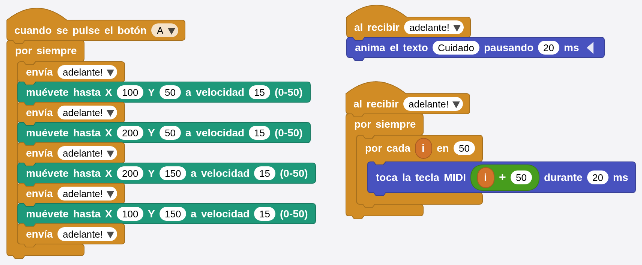 cuando se pulse el botón A
por siempre
envía adelante!
muévete hasta X 100 Y 50 a velocidad 15 (0-50)
envía adelante!
muévete hasta X 200 Y 50 a velocidad 15 (0-50)
envía adelante!
muévete hasta X 200 Y 150 a velocidad 15 (0-50)
envía adelante!
muévete hasta X 100 Y 150 a velocidad 15 (0-50)
envía adelante!
al recibir adelante!
anima el texto Cuidado pausando 20 ms
al recibir adelante!
por siempre
por cada i en 50
toca la tecla MIDI i + 50 durante 20 ms